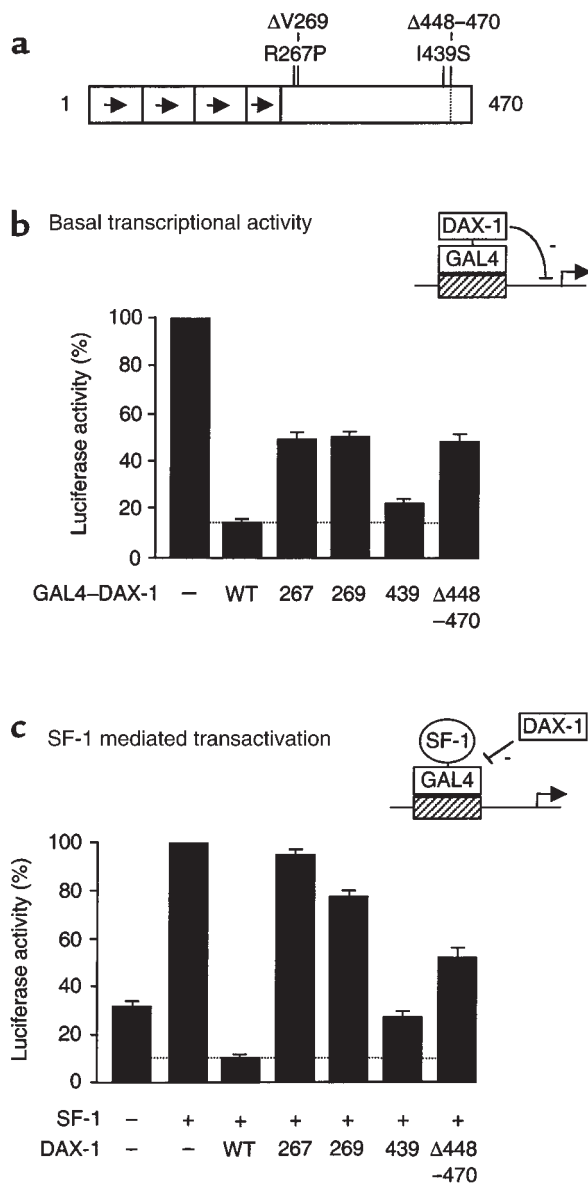 a
ΔV269 Δ448–470
R267P I439S
1 470
b Basal transcriptional activity
DAX-1
-
GAL4
Luciferase activity (%)
100
80
60
40
20
0
GAL4–DAX-1 – WT 267 269 439 Δ448
–470
c SF-1 mediated transactivation
SF-1 DAX-1
-
GAL4
Luciferase activity (%)
100
80
60
40
20
0
SF-1 – + + + + + +
DAX-1 – – WT 267 269 439 Δ448
–470